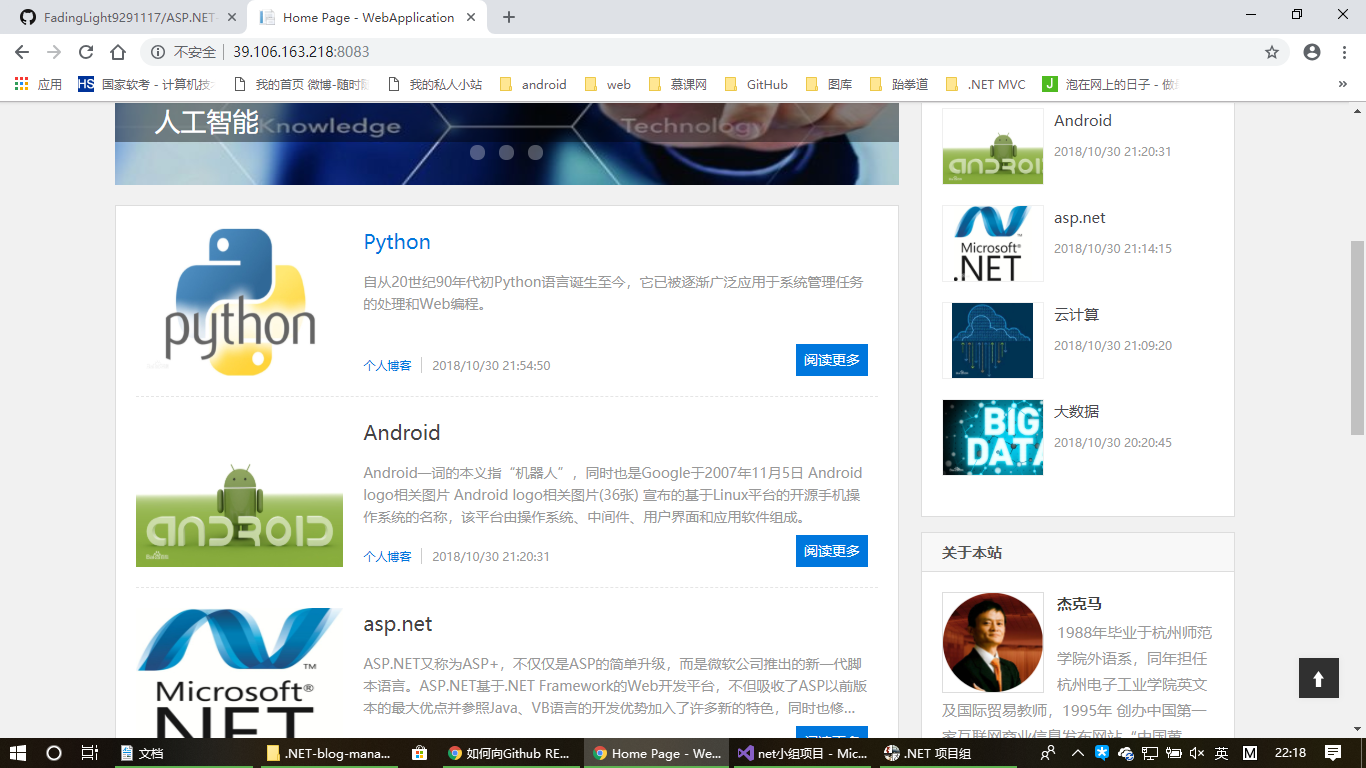 FadingLight9291117/ASP.NET-
Home Page - WebApplication
不安全
39.106.163.218:8083
应用
国家软考 - 计算机技
我的首页 微博-随时随
我的私人小站
android
web
慕课网
GitHub
图库
跆拳道
.NET MVC
泡在网上的日子 - 做
人工智能
Knowledge
Technology
Python
自从20世纪90年代初Python语言诞生至今，它已被逐渐广泛应用于系统管理任务
的处理和Web编程。
python
个人博客
2018/10/30 21:54:50
阅读更多
Android
Android一词的本义指“机器人”，同时也是Google于2007年11月5日 Android
logo相关图片 Android logo相关图片(36张) 宣布的基于Linux平台的开源手机操
作系统的名称，该平台由操作系统、中间件、用户界面和应用软件组成。
ANDROID
个人博客
2018/10/30 21:20:31
阅读更多
asp.net
ASP.NET又称为ASP+，不仅仅是ASP的简单升级，而是微软公司推出的新一代脚
本语言。ASP.NET基于.NET Framework的Web开发平台，不但吸收了ASP以前版
本的最大优点并参照Java、VB语言的开发优势加入了许多新的特色，同时也修...
Microsoft®
.NET
阅读更多
Android
2018/10/30 21:20:31
ANDROID
asp.net
2018/10/30 21:14:15
Microsoft®
.NET
云计算
2018/10/30 21:09:20
大数据
2018/10/30 20:20:45
BIG
DATA
关于本站
杰克马
1988年毕业于杭州师范
学院外语系，同年担任
杭州电子工业学院英文
及国际贸易教师，1995年 创办中国第一
家互联网商业信息发布网站“中国黄
文档
.NET-blog-mana...
如何向Github RE...
Home Page - We...
net小组项目 - Mic...
.NET 项目组
英
M
22:18